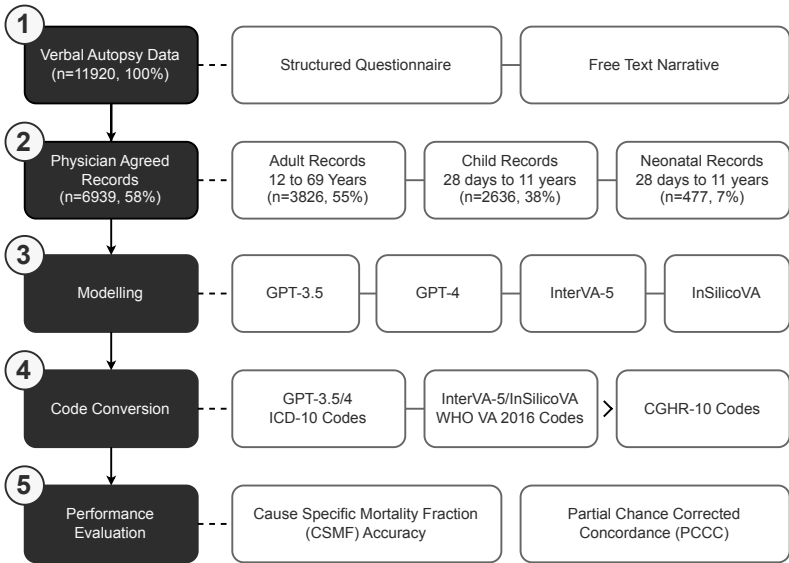 1
Verbal Autopsy Data
(n=11920, 100%)
Structured Questionnaire
Free Text Narrative
2
Physician Agreed
Records
(n=6939, 58%)
Adult Records
12 to 69 Years
(n=3826, 55%)
Child Records
28 days to 11 years
(n=2636, 38%)
Neonatal Records
28 days to 11 years
(n=477, 7%)
3
Modelling
GPT-3.5
GPT-4
InterVA-5
InSilicoVA
4
Code Conversion
GPT-3.5/4
ICD-10 Codes
InterVA-5/InSilicoVA
WHO VA 2016 Codes
CGHR-10 Codes
5
Performance
Evaluation
Cause Specific Mortality Fraction
(CSMF) Accuracy
Partial Chance Corrected
Concordance (PCCC)